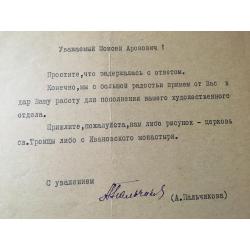 Уважаемый Моисей Аронович !
Простите,что задержалась с ответом.
Конечно,мы с большой радостью примем от Вас в
дар Вашу работу для пополнения нашего художественного
отдела.
Пришлите,пожалуйста,нам либо рисунок - церковь
св.Троицы либо с Ивановского монастыря.
С уважением
(А.Пальчикова)